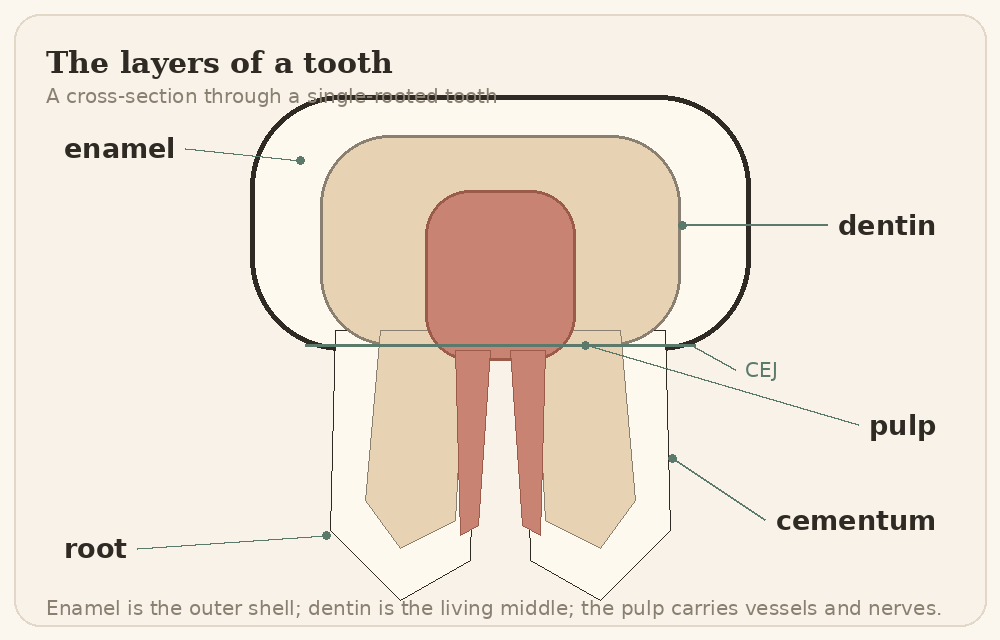 The layers of a tooth
A cross-section through a single-rooted tooth
enamel
dentin
CEJ
pulp
cementum
root
Enamel is the outer shell; dentin is the living middle; the pulp carries vessels and nerves.